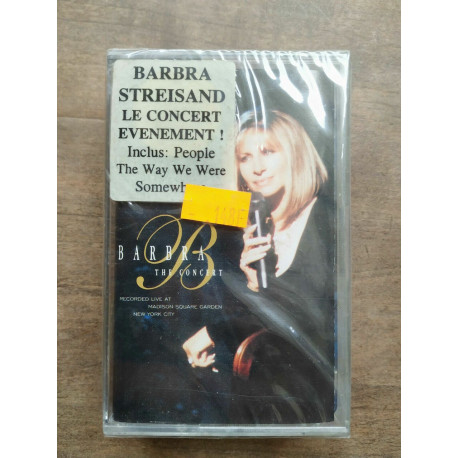 BARBRA
STREISAND
LE CONCERT
EVENEMENT !
Inclus: People
The Way We Were
B
BARBRA
THE CONCERT
RECORDED LIVE AT
MADISON SQUARE GARDEN
NEW YORK CITY